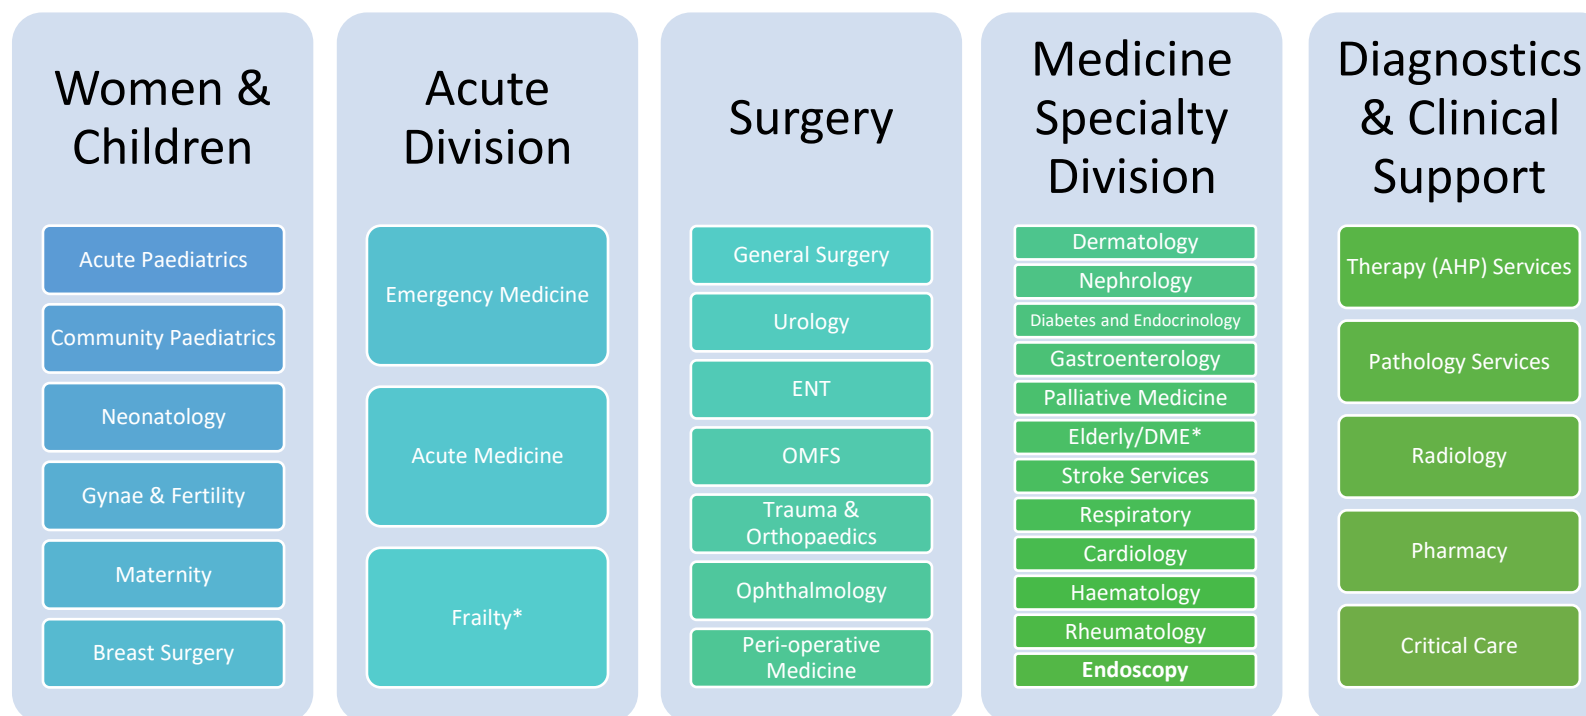 Women &
Children
Acute Paediatrics
Community Paediatrics
Neonatology
Gynae & Fertility
Maternity
Breast Surgery
Acute
Division
Emergency Medicine
Acute Medicine
Frailty*
Surgery
General Surgery
Urology
ENT
OMFS
Trauma &
Orthopaedics
Ophthalmology
Peri-operative
Medicine
Medicine
Specialty
Division
Dermatology
Nephrology
Diabetes and Endocrinology
Gastroenterology
Palliative Medicine
Elderly/DME*
Stroke Services
Respiratory
Cardiology
Haematology
Rheumatology
Endoscopy
Diagnostics
& Clinical
Support
Therapy (AHP) Services
Pathology Services
Radiology
Pharmacy
Critical Care